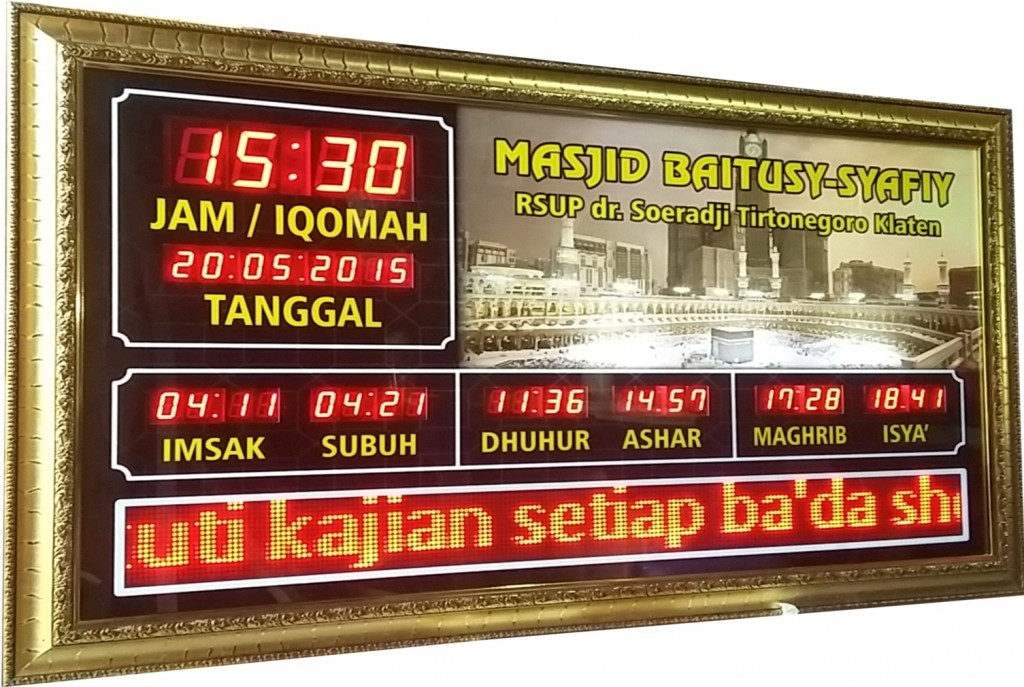 15:30
JAM / IQOMAH
20:05:2015
TANGGAL
MASJID BAITUSY-SYAFIY
RSUP dr. Soeradji Tirtonegoro Klaten
04.11 04.21 11.36 14.57 17.28 18.41
IMSAK SUBUH DHUHUR ASHAR MAGHRIB ISYA'
uti kajian setiap ba'da sh